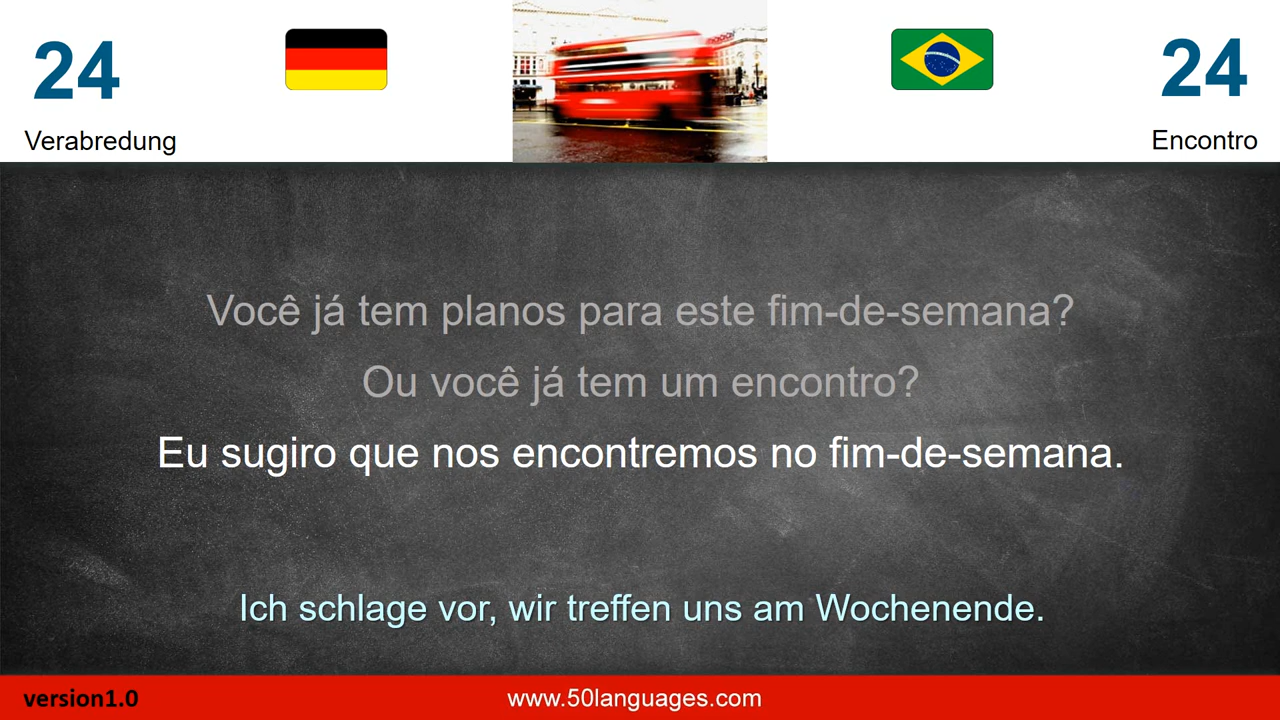 24
24
Verabredung
Encontro
Você já tem planos para este fim-de-semana?
Ou você já tem um encontro?
Eu sugiro que nos encontremos no fim-de-semana.
Ich schlage vor, wir treffen uns am Wochenende.
version1.0
www.50languages.com